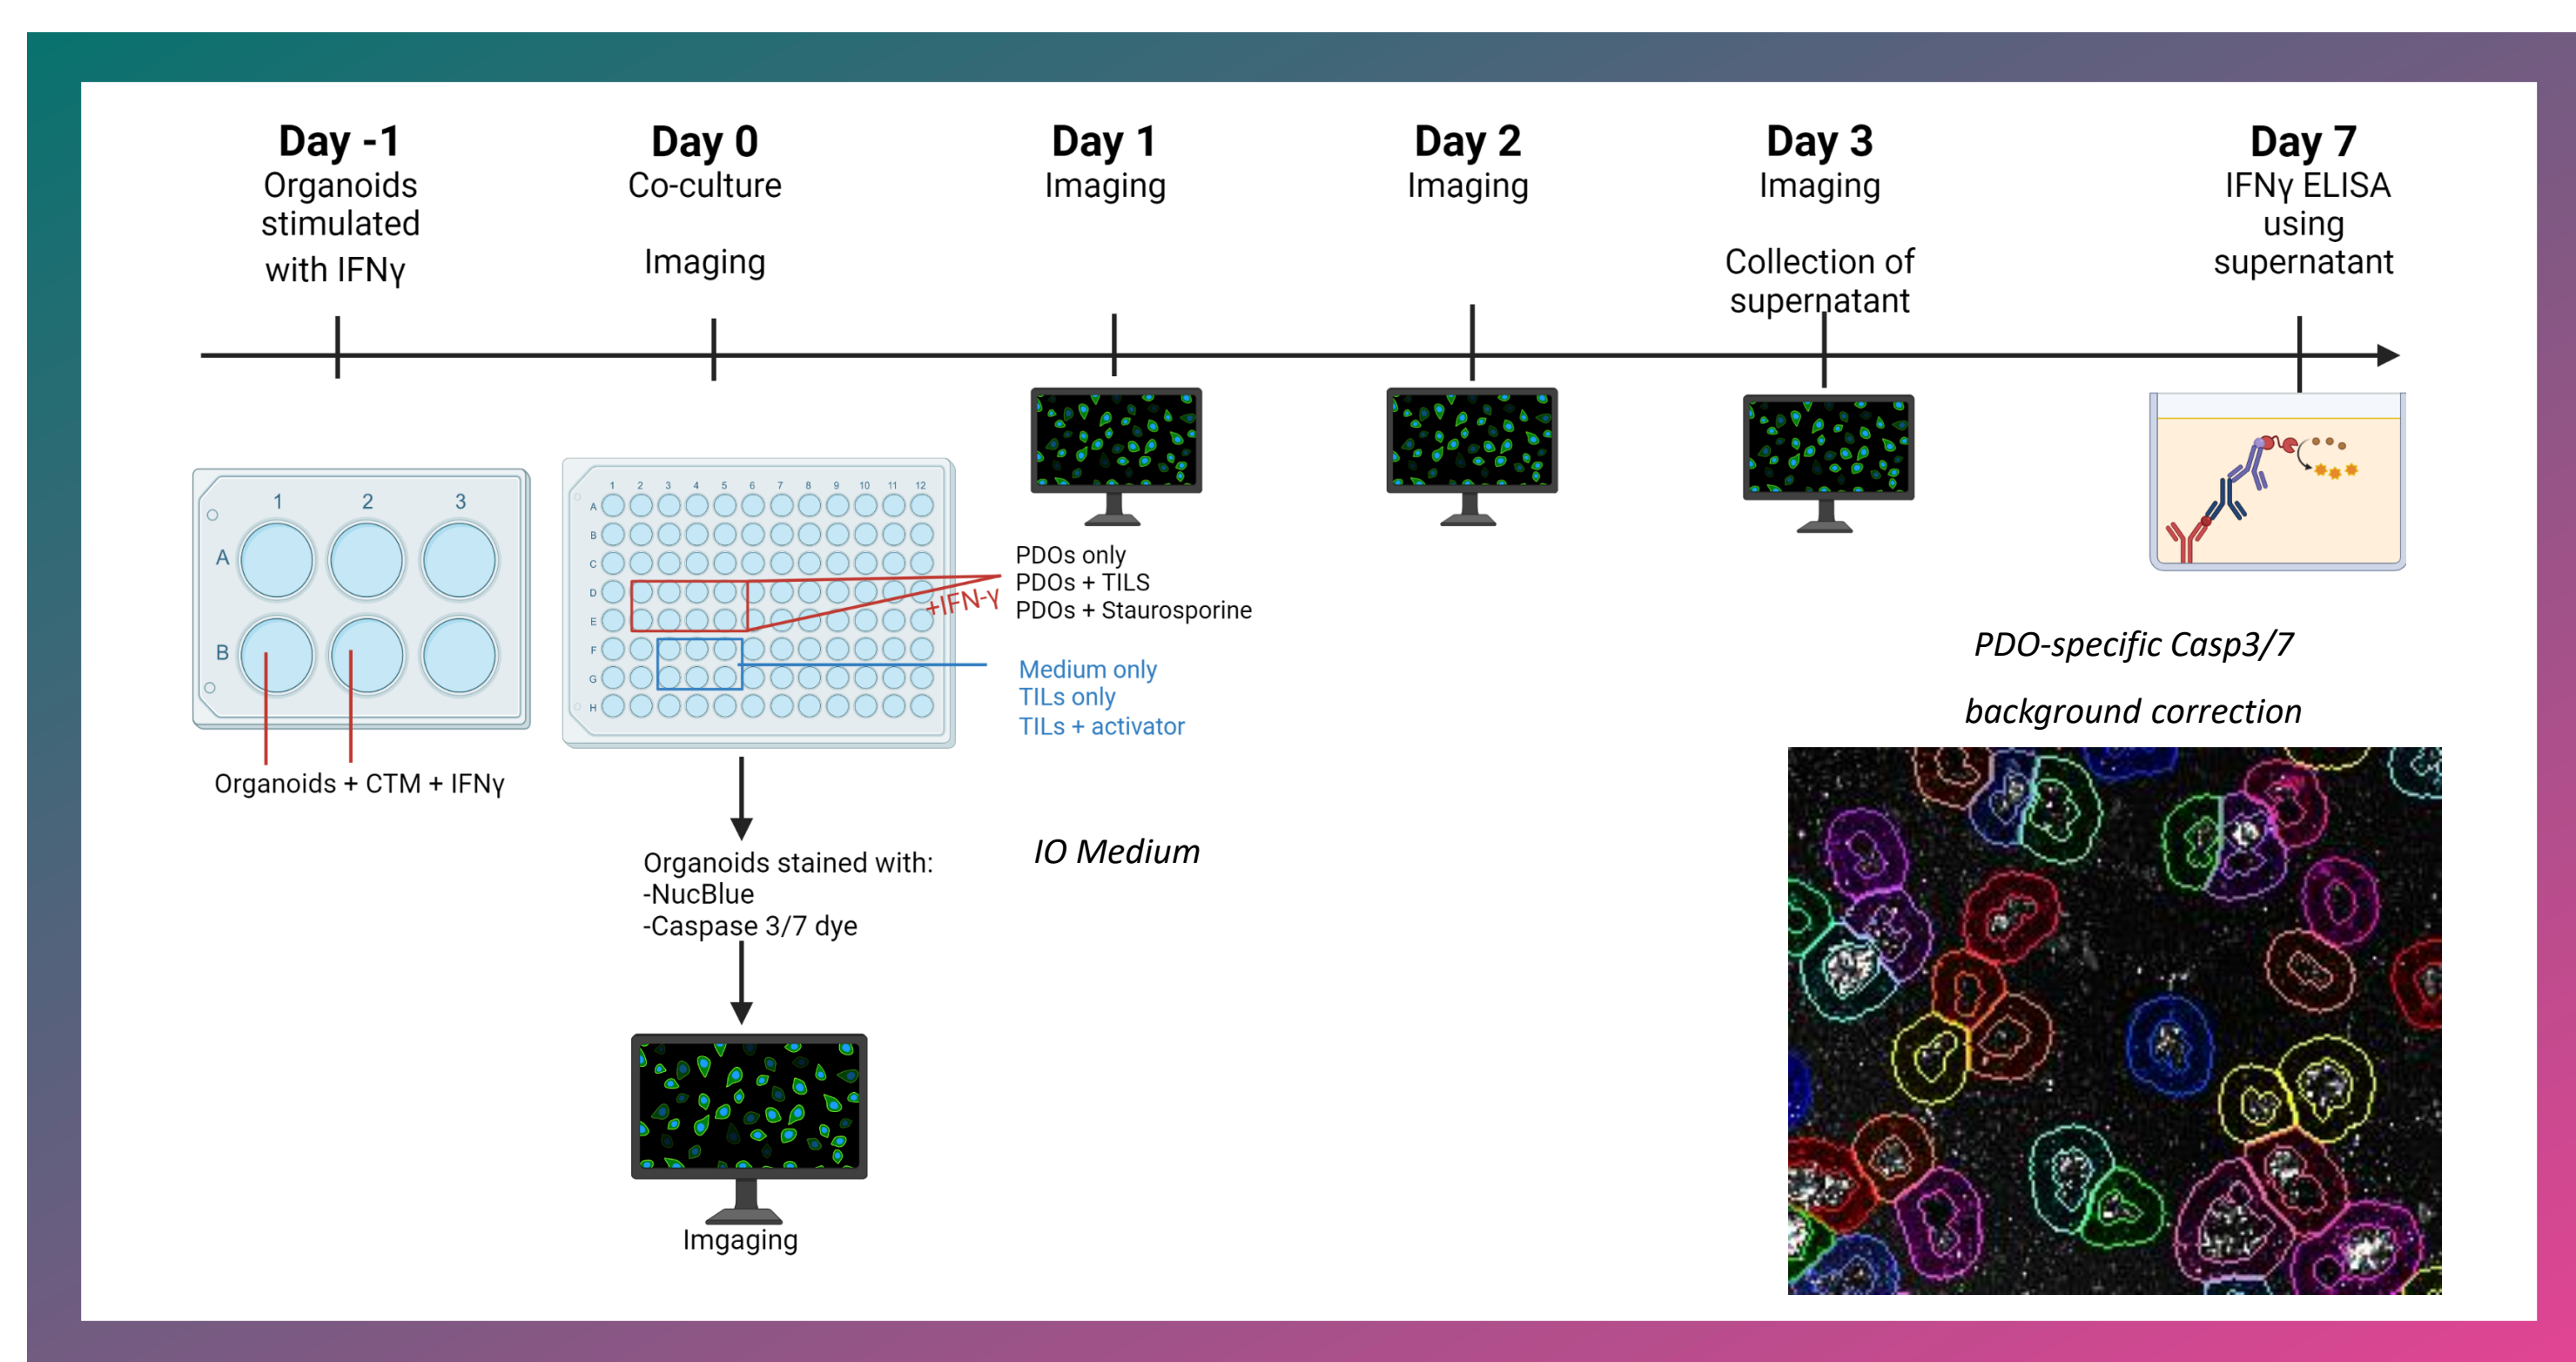 Day -1
Organoids
stimulated
with IFNγ
Day 0
Co-culture
Imaging
Day 1
Imaging
Day 2
Imaging
Day 3
Imaging
Collection of
supernatant
Day 7
IFNγ ELISA
using
supernatant
1 2 3
A
B
Organoids + CTM + IFNγ
1 2 3 4 5 6 7 8 9 10 11 12
A
B
C
D
E
F
G
H
+IFN-γ
PDOs only
PDOs + TILS
PDOs + Staurosporine
Medium only
TILs only
TILs + activator
Organoids stained with:
-NucBlue
-Caspase 3/7 dye
Imgaging
IO Medium
PDO-specific Casp3/7
background correction